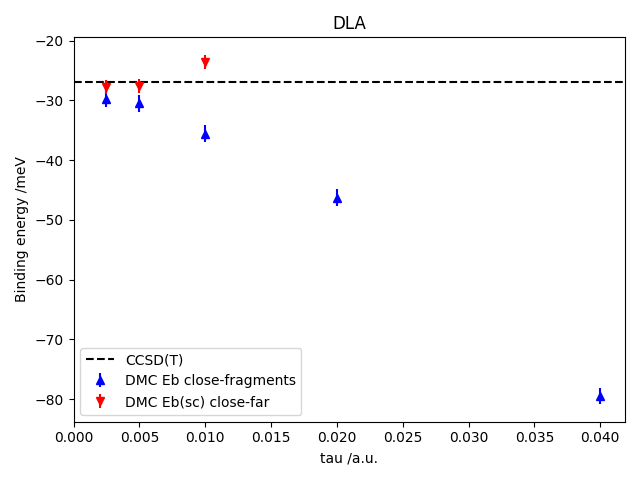 DLA
Binding energy /meV
−20
−30
−40
−50
−60
−70
−80
CCSD(T)
DMC Eb close-fragments
DMC Eb(sc) close-far
0.000 0.005 0.010 0.015 0.020 0.025 0.030 0.035 0.040
tau /a.u.